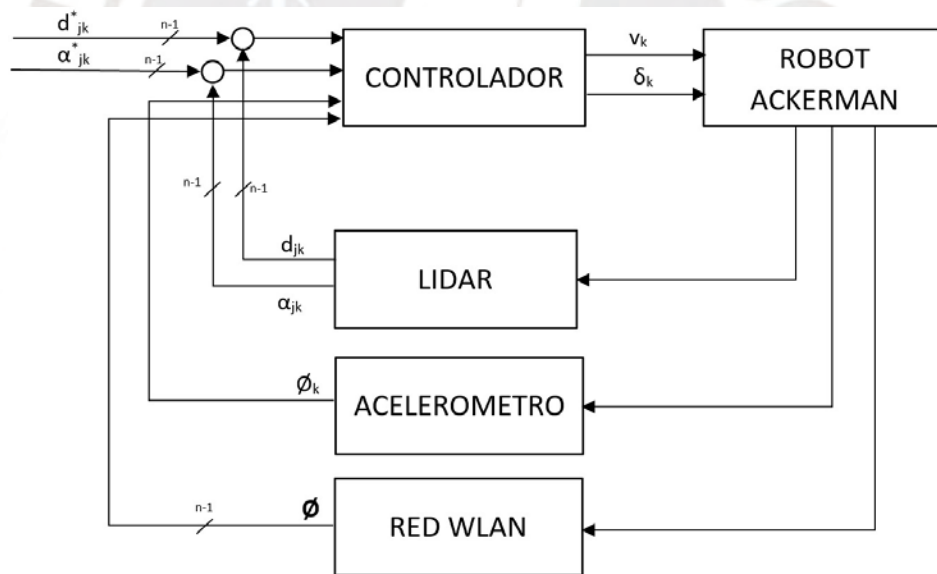 d*jk
n-1
α*jk
n-1
CONTROLADOR
vk
δk
ROBOT
ACKERMAN
n-1
n-1
djk
αjk
LIDAR
Øk
ACELEROMETRO
n-1
Ø
RED WLAN